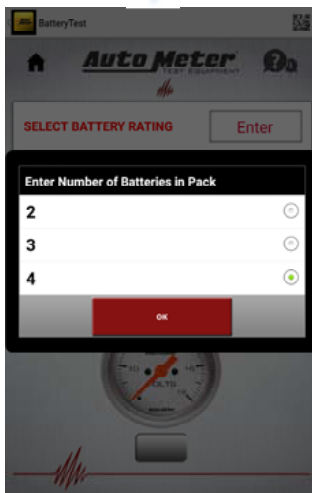 BatteryTest
Auto Meter
TEST EQUIPMENT
SELECT BATTERY RATING
Enter
Enter Number of Batteries in Pack
2
3
4
OK
VOLTS